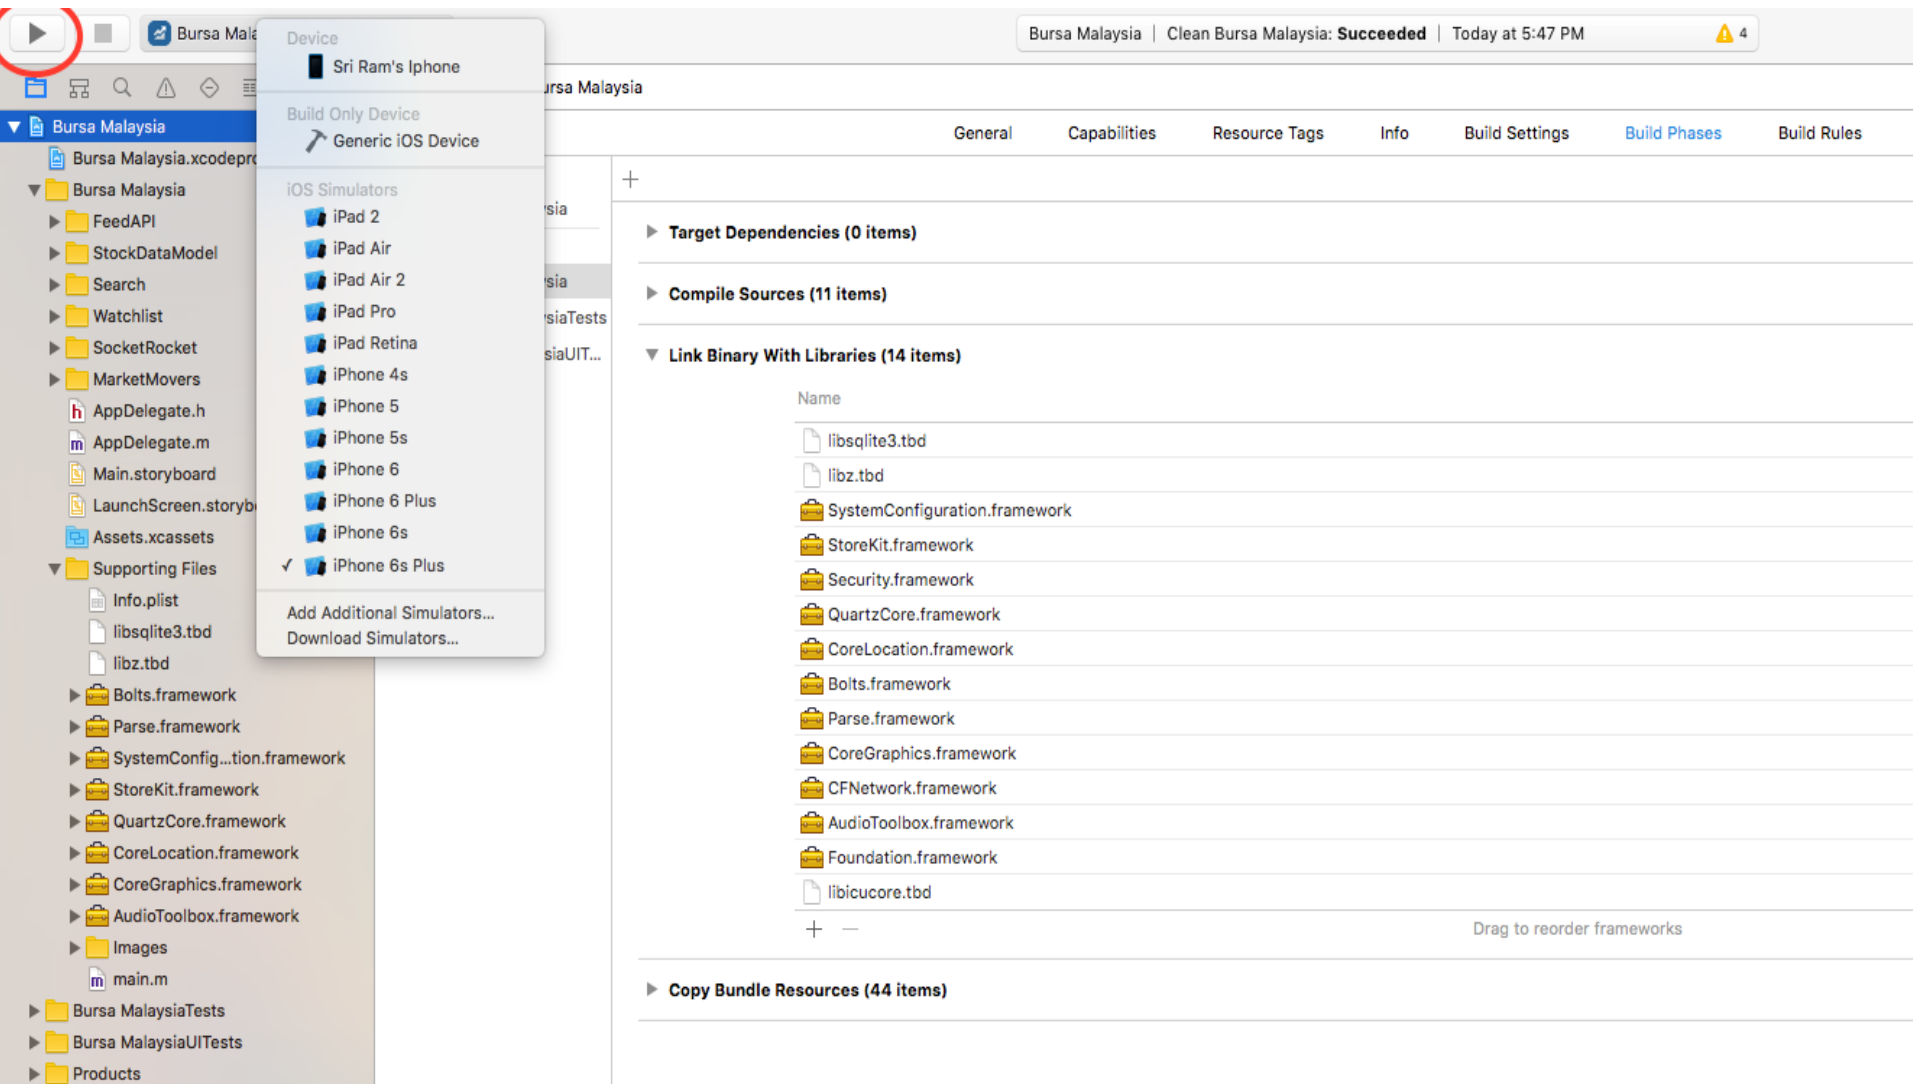 Bursa Mala
Bursa Malaysia | Clean Bursa Malaysia: Succeeded | Today at 5:47 PM
4
Device
Sri Ram's Iphone
Build Only Device
Generic iOS Device
iOS Simulators
iPad 2
iPad Air
iPad Air 2
iPad Pro
iPad Retina
iPhone 4s
iPhone 5
iPhone 5s
iPhone 6
iPhone 6 Plus
iPhone 6s
✓ iPhone 6s Plus
Add Additional Simulators...
Download Simulators...
Bursa Malaysia
Bursa Malaysia.xcodepro
Bursa Malaysia
FeedAPI
StockDataModel
Search
Watchlist
SocketRocket
MarketMovers
h AppDelegate.h
m AppDelegate.m
Main.storyboard
LaunchScreen.storyb
Assets.xcassets
Supporting Files
Info.plist
libsqlite3.tbd
libz.tbd
Bolts.framework
Parse.framework
SystemConfig...tion.framework
StoreKit.framework
QuartzCore.framework
CoreLocation.framework
CoreGraphics.framework
AudioToolbox.framework
Images
m main.m
Bursa MalaysiaTests
Bursa MalaysiaUITests
Products
ursa Malaysia
sia
sia
siaTests
siaUIT...
General Capabilities Resource Tags Info Build Settings Build Phases Build Rules
+
Target Dependencies (0 items)
Compile Sources (11 items)
Link Binary With Libraries (14 items)
Name
libsqlite3.tbd
libz.tbd
SystemConfiguration.framework
StoreKit.framework
Security.framework
QuartzCore.framework
CoreLocation.framework
Bolts.framework
Parse.framework
CoreGraphics.framework
CFNetwork.framework
AudioToolbox.framework
Foundation.framework
libicucore.tbd
+ − Drag to reorder frameworks
Copy Bundle Resources (44 items)